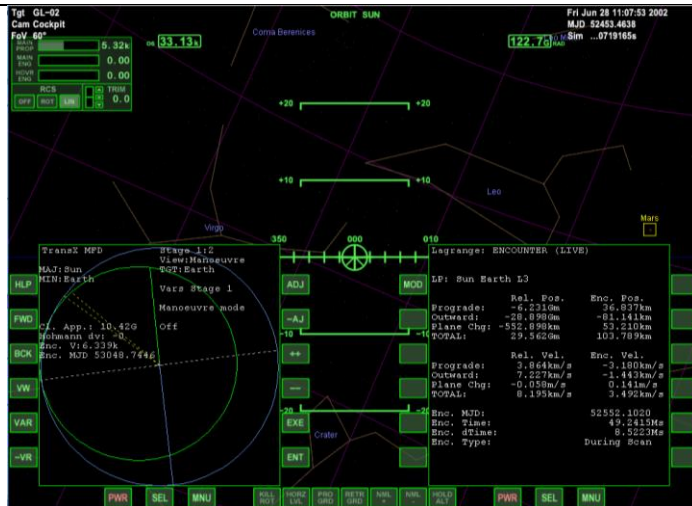 Tgt GL-02
Cam Cockpit
FoV 60°
ORBIT SUN
Fri Jun 28 11:07:53 2002
MJD 52453.4638
Sim ...0719165s
MAIN PROP 5.32k
MAIN ENG 0.00
HOVR ENG 0.00
RCS TRIM
OFF ROT LIN 0.0
OS 33.13k
122.7G RAD
Coma Berenices
+20 +20
+10 +10
Leo
Mars
Virgo
350 000 010
-10 -10
-20 -20
Crater
TransX MFD
Stage 1:2
View:Manoeuvre
MAJ:Sun
TGT:Earth
MIN:Earth
Vars Stage 1
Manoeuvre mode
Off
Cl. App.: 10.42G
Hohmann dv: -0
Enc. V:6.339k
Enc. MJD 53048.7446
HLP
FWD
BCK
VW
VAR
-VR
ADJ
-AJ
++
--
EXE
ENT
MOD
PWR SEL MNU
Lagrange: ENCOUNTER (LIVE)
LP: Sun Earth L3
Rel. Pos. Enc. Pos.
Prograde: -6.231Gm 36.837km
Outward: -28.898Gm -81.141km
Plane Chg: -552.898km 53.210km
TOTAL: 29.562Gm 103.789km
Rel. Vel. Enc. Vel.
Prograde: 3.864km/s -3.180km/s
Outward: 7.227km/s -1.443km/s
Plane Chg: -0.058m/s 0.141m/s
TOTAL: 8.195km/s 3.492km/s
Enc. MJD: 52552.1020
Enc. Time: 49.2415Ms
Enc. dTime: 8.5223Ms
Enc. Type: During Scan
KILL ROT
HORZ LVL
PRO GRD
RETR GRD
NML +
NML -
HOLD ALT
PWR SEL MNU